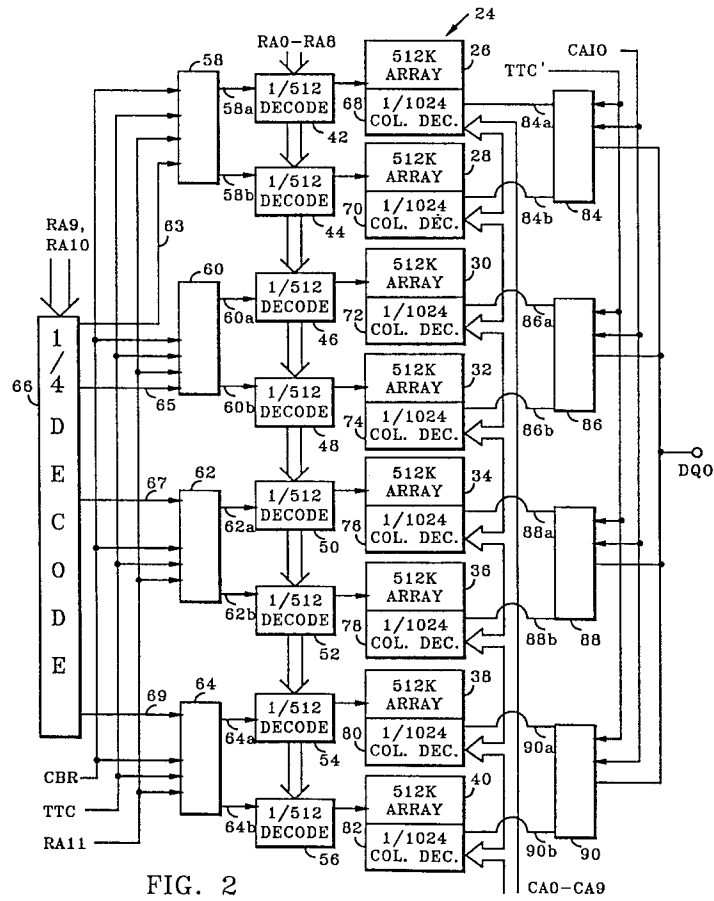 24
RA0-RA8
58
58a
1/512
DECODE
42
512K
ARRAY
26
68
1/1024
COL. DEC.
CAIO
TTC'
84a
84
58b
1/512
DECODE
44
512K
ARRAY
28
70
1/1024
COL. DEC.
84b
RA9,
RA10
63
60
60a
1/512
DECODE
46
512K
ARRAY
30
72
1/1024
COL. DEC.
86a
66
1/4 DECODE
65
60b
1/512
DECODE
48
512K
ARRAY
32
74
1/1024
COL. DEC.
86b
86
DQ0
67
62
62a
1/512
DECODE
50
512K
ARRAY
34
76
1/1024
COL. DEC.
88a
62b
1/512
DECODE
52
512K
ARRAY
36
78
1/1024
COL. DEC.
88b
88
69
64
64a
1/512
DECODE
54
512K
ARRAY
38
80
1/1024
COL. DEC.
90a
CBR
TTC
RA11
64b
1/512
DECODE
56
512K
ARRAY
40
82
1/1024
COL. DEC.
90b
90
CA0-CA9
FIG. 2